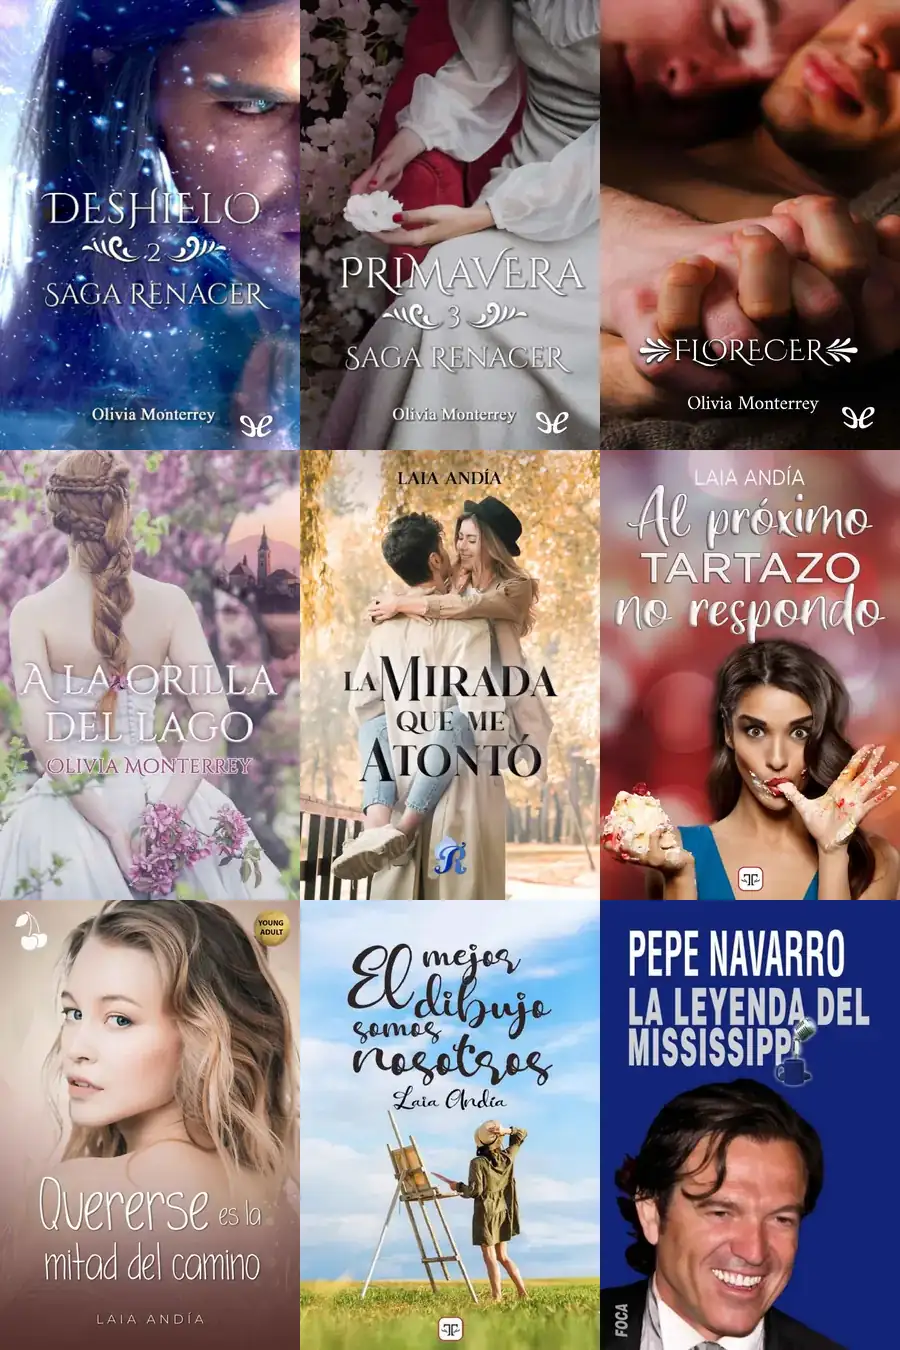 DESHIELO
2
SAGA RENACER
Olivia Monterrey
PRIMAVERA
3
SAGA RENACER
Olivia Monterrey
FLORECER
Olivia Monterrey
A LA ORILLA
DEL LAGO
OLIVIA MONTERREY
LAIA ANDÍA
LA MIRADA
QUE ME
ATONTÓ
R
LAIA ANDÍA
Al próximo
TARTAZO
no respondo
YOUNG
ADULT
Quererse es la
mitad del camino
LAIA ANDÍA
El mejor
dibujo
somos
nosotros
Laia Andía
PEPE NAVARRO
LA LEYENDA DEL
MISSISSIPPI
FOCA